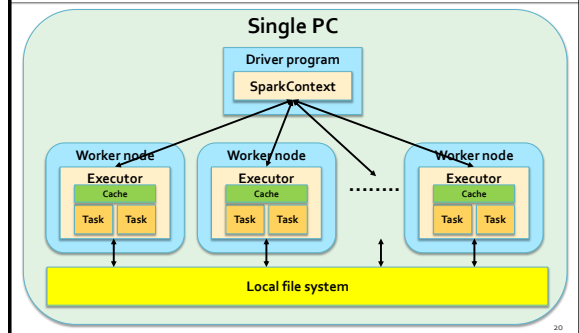 Single PC
Driver program
SparkContext
Worker node
Executor
Cache
Task Task
Worker node
Executor
Cache
Task Task
........
Worker node
Executor
Cache
Task Task
Local file system
20